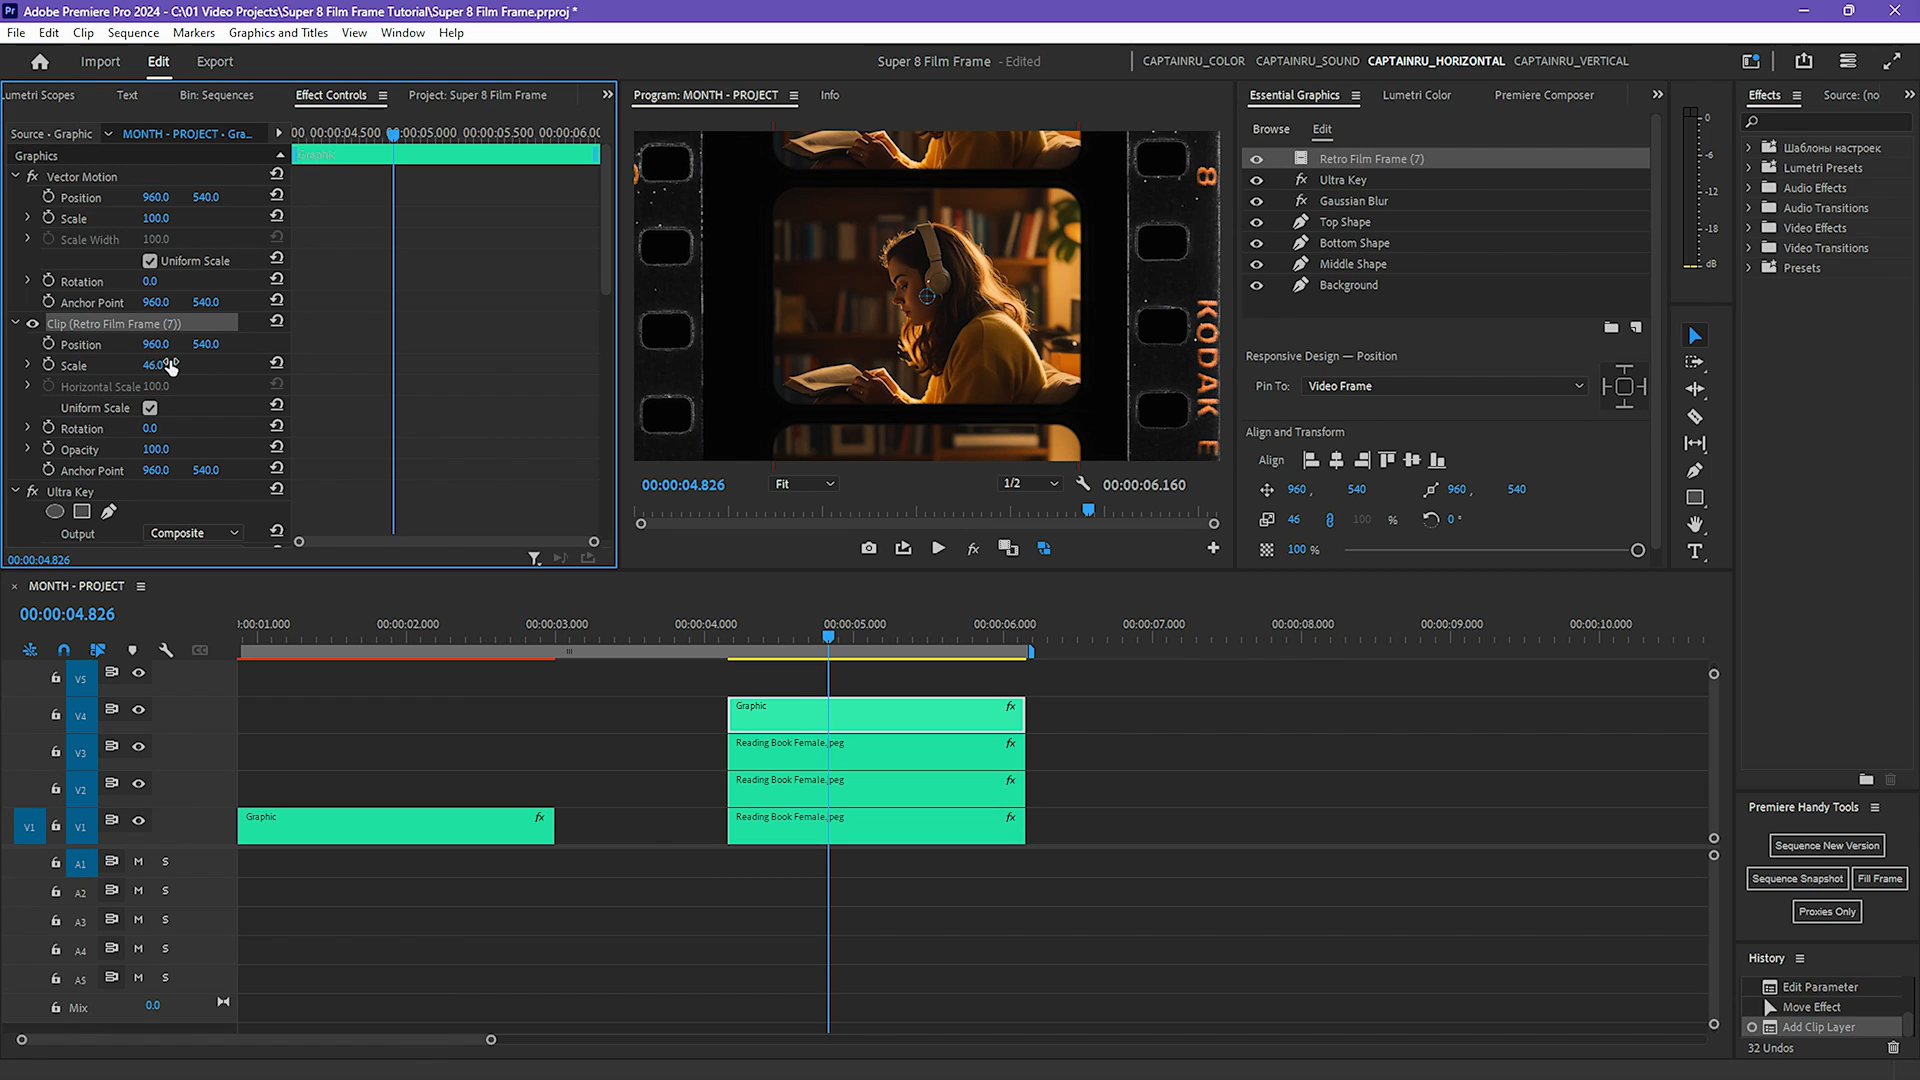 Adobe Premiere Pro 2024 - C:\01 Video Projects\Super 8 Film Frame Tutorial\Super 8 Film Frame.prproj *
File Edit Clip Sequence Markers Graphics and Titles View Window Help
Import Edit Export
Super 8 Film Frame - Edited
CAPTAINRU_COLOR CAPTAINRU_SOUND CAPTAINRU_HORIZONTAL CAPTAINRU_VERTICAL
umetri Scopes Text Bin: Sequences Effect Controls Project: Super 8 Film Frame
Source • Graphic MONTH - PROJECT • Gra...
00 00:00:04.500 00:00:05.000 00:00:05.500 00:00:06.00
Graphics
Graphic
fx Vector Motion
Position 960.0 540.0
Scale 100.0
Scale Width 100.0
Uniform Scale
Rotation 0.0
Anchor Point 960.0 540.0
Clip (Retro Film Frame (7))
Position 960.0 540.0
Scale 46.0
Horizontal Scale 100.0
Uniform Scale
Rotation 0.0
Opacity 100.0
Anchor Point 960.0 540.0
fx Ultra Key
Output Composite
00:00:04.826
Program: MONTH - PROJECT Info
8
KODAK E
00:00:04.826 Fit 1/2 00:00:06.160
fx
Essential Graphics Lumetri Color Premiere Composer
Browse Edit
Retro Film Frame (7)
fx Ultra Key
fx Gaussian Blur
Top Shape
Bottom Shape
Middle Shape
Background
Responsive Design — Position
Pin To: Video Frame
Align and Transform
Align
960 , 540 960 , 540
46 100 % 0 °
100 %
0
-6
-12
-18
dB
Effects Source: (no
Шаблоны настроек
Lumetri Presets
Audio Effects
Audio Transitions
Video Effects
Video Transitions
Presets
Premiere Handy Tools
Sequence New Version
Sequence Snapshot Fill Frame
Proxies Only
History
Edit Parameter
Move Effect
Add Clip Layer
32 Undos
× MONTH - PROJECT
00:00:04.826
:00:01.000 00:00:02.000 00:00:03.000 00:00:04.000 00:00:05.000 00:00:06.000 00:00:07.000 00:00:08.000 00:00:09.000 00:00:10.000
V5
V4 Graphic fx
V3 Reading Book Female.jpeg fx
V2 Reading Book Female.jpeg fx
V1 V1 Graphic fx Reading Book Female.jpeg fx
A1 M S
A2 M S
A3 M S
A4 M S
A5 M S
Mix 0.0